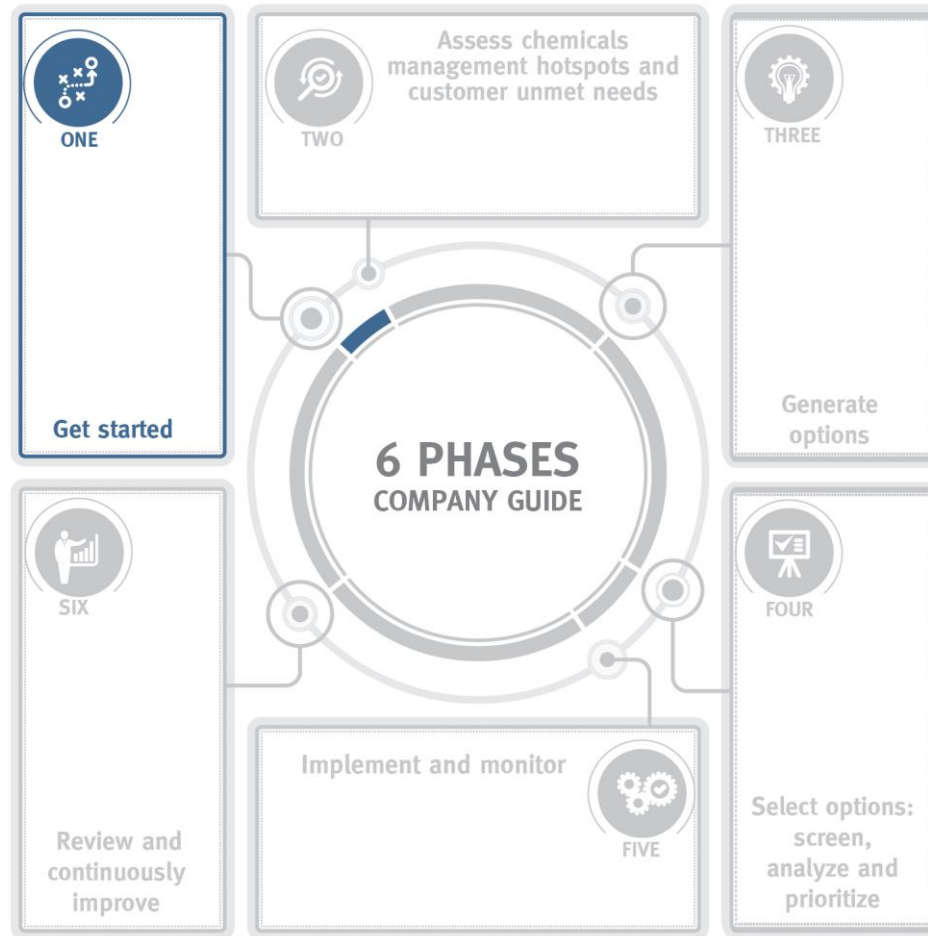 ONE
Get started
TWO
Assess chemicals
management hotspots and
customer unmet needs
THREE
Generate
options
6 PHASES
COMPANY GUIDE
FOUR
Select options:
screen,
analyze and
prioritize
Implement and monitor
FIVE
SIX
Review and
continuously
improve